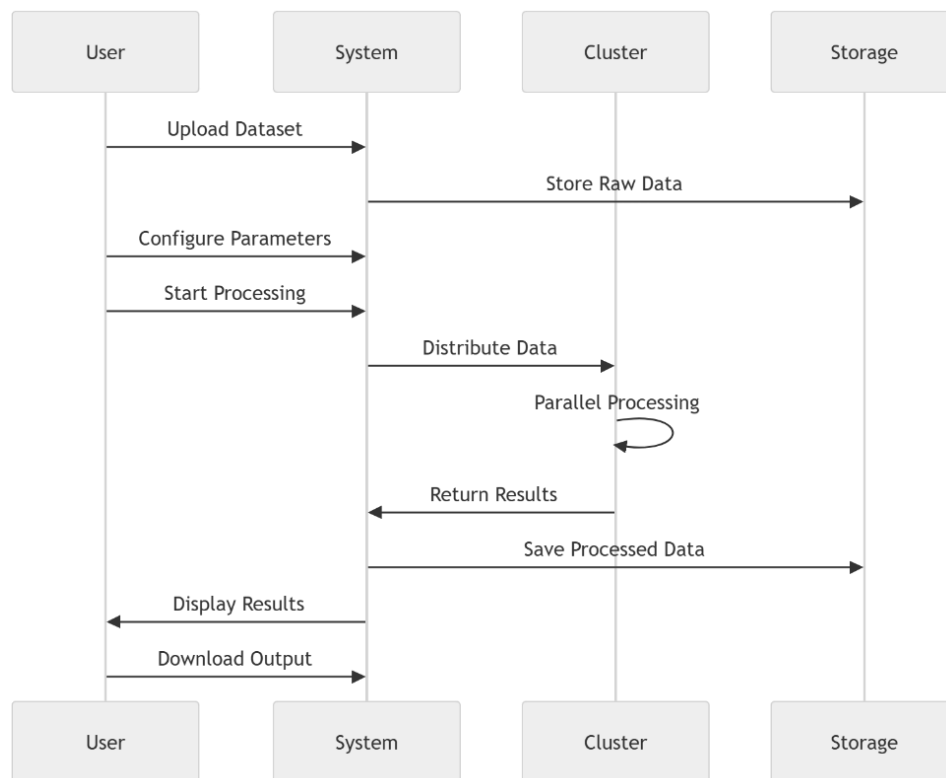 User
System
Cluster
Storage
Upload Dataset
Store Raw Data
Configure Parameters
Start Processing
Distribute Data
Parallel Processing
Return Results
Save Processed Data
Display Results
Download Output
User
System
Cluster
Storage